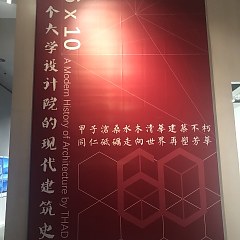 6 x 10
个大学设计院的现代建筑史
A Modern History of Architecture by THAD
甲子沧桑水木清华建慕不朽
同仁砥砺走向世界再塑芳华
60